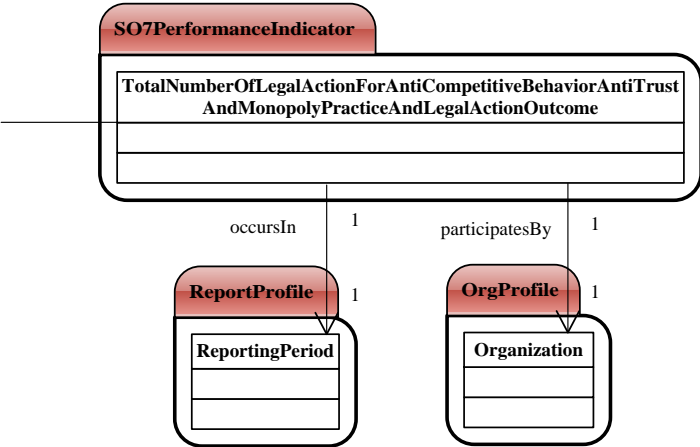 SO7PerformanceIndicator
TotalNumberOfLegalActionForAntiCompetitiveBehaviorAntiTrust
AndMonopolyPracticeAndLegalActionOutcome
occursIn
1
participatesBy
1
ReportProfile
1
OrgProfile
1
ReportingPeriod
Organization